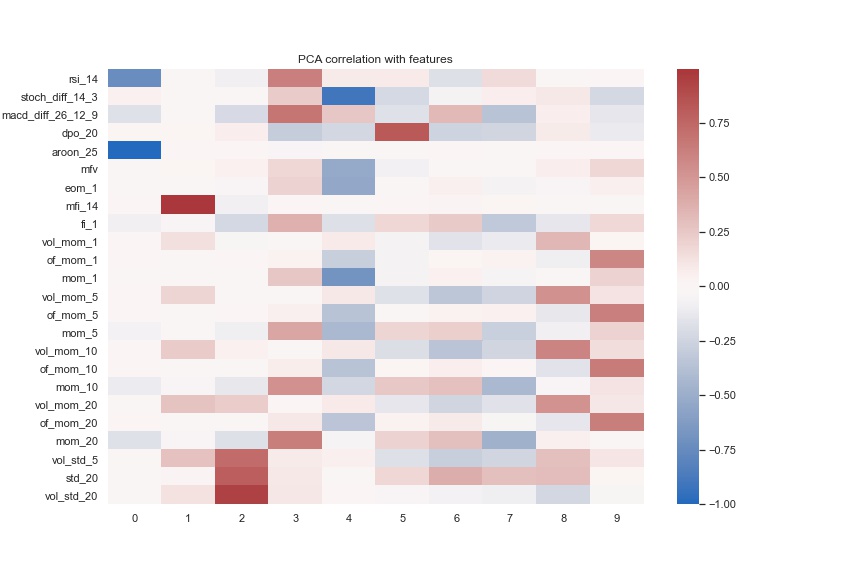 PCA correlation with features
rsi_14
stoch_diff_14_3
macd_diff_26_12_9
dpo_20
aroon_25
mfv
eom_1
mfi_14
fi_1
vol_mom_1
of_mom_1
mom_1
vol_mom_5
of_mom_5
mom_5
vol_mom_10
of_mom_10
mom_10
vol_mom_20
of_mom_20
mom_20
vol_std_5
std_20
vol_std_20
0 1 2 3 4 5 6 7 8 9
0.75
0.50
0.25
0.00
−0.25
−0.50
−0.75
−1.00